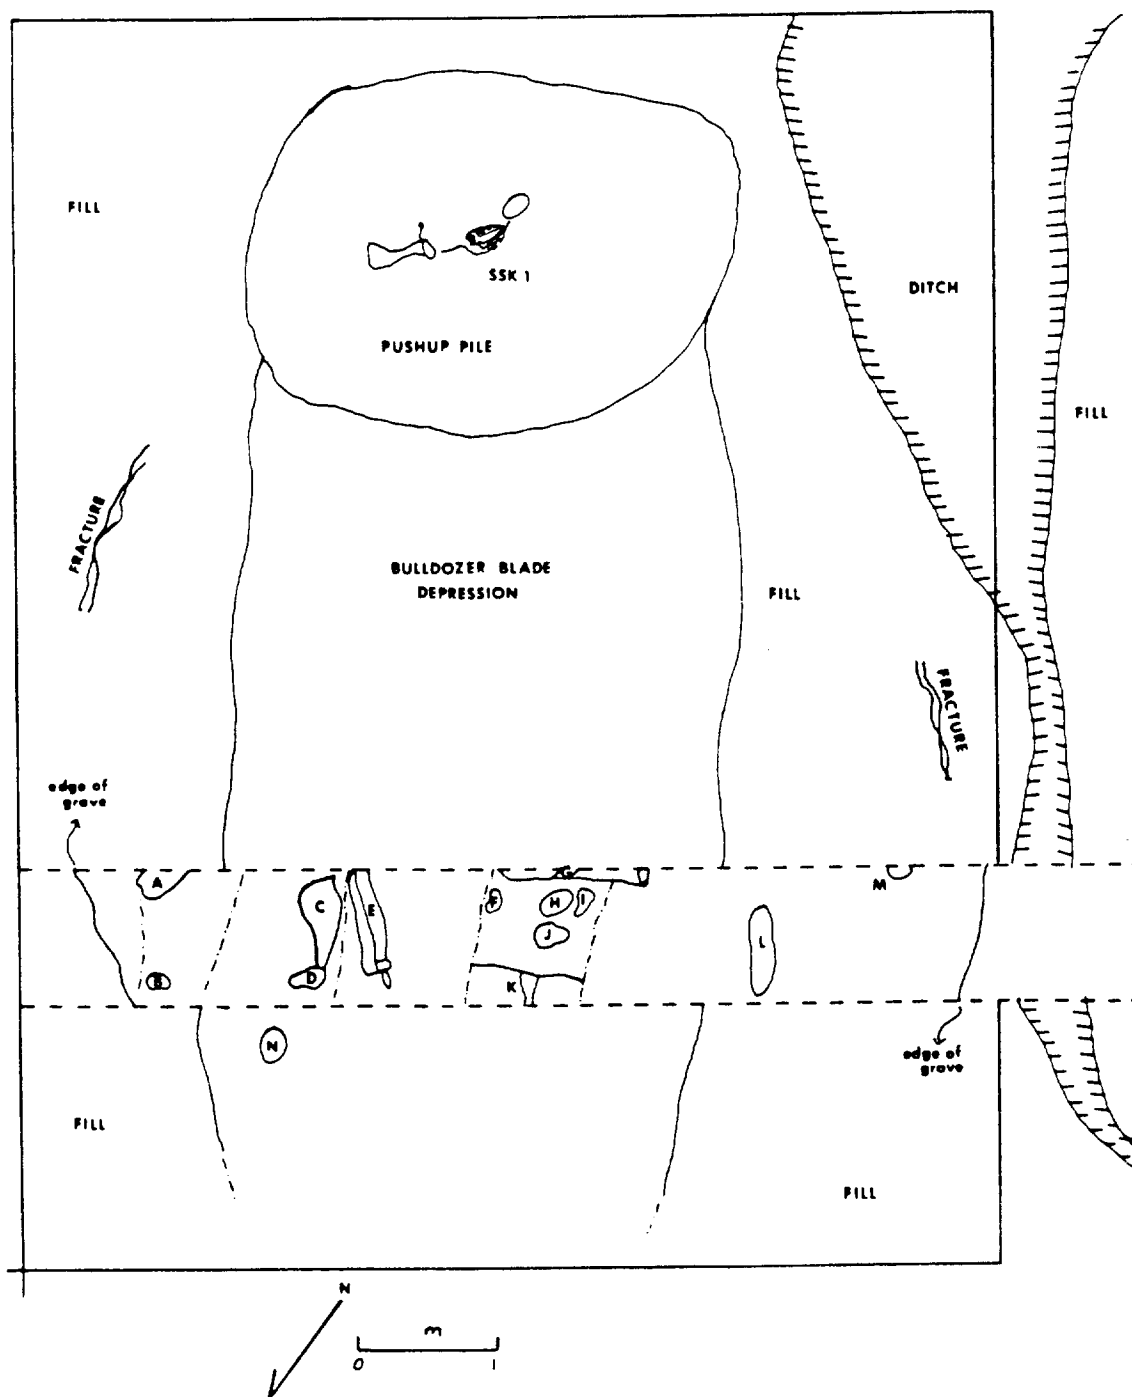 FILL
SSK 1
DITCH
PUSHUP PILE
FILL
FRACTURE
BULLDOZER BLADE
DEPRESSION
FILL
FRACTURE
edge of
grave
A
G
M
C
E
F
H
I
J
L
B
D
K
N
edge of
grave
FILL
FILL
N
m
0
1